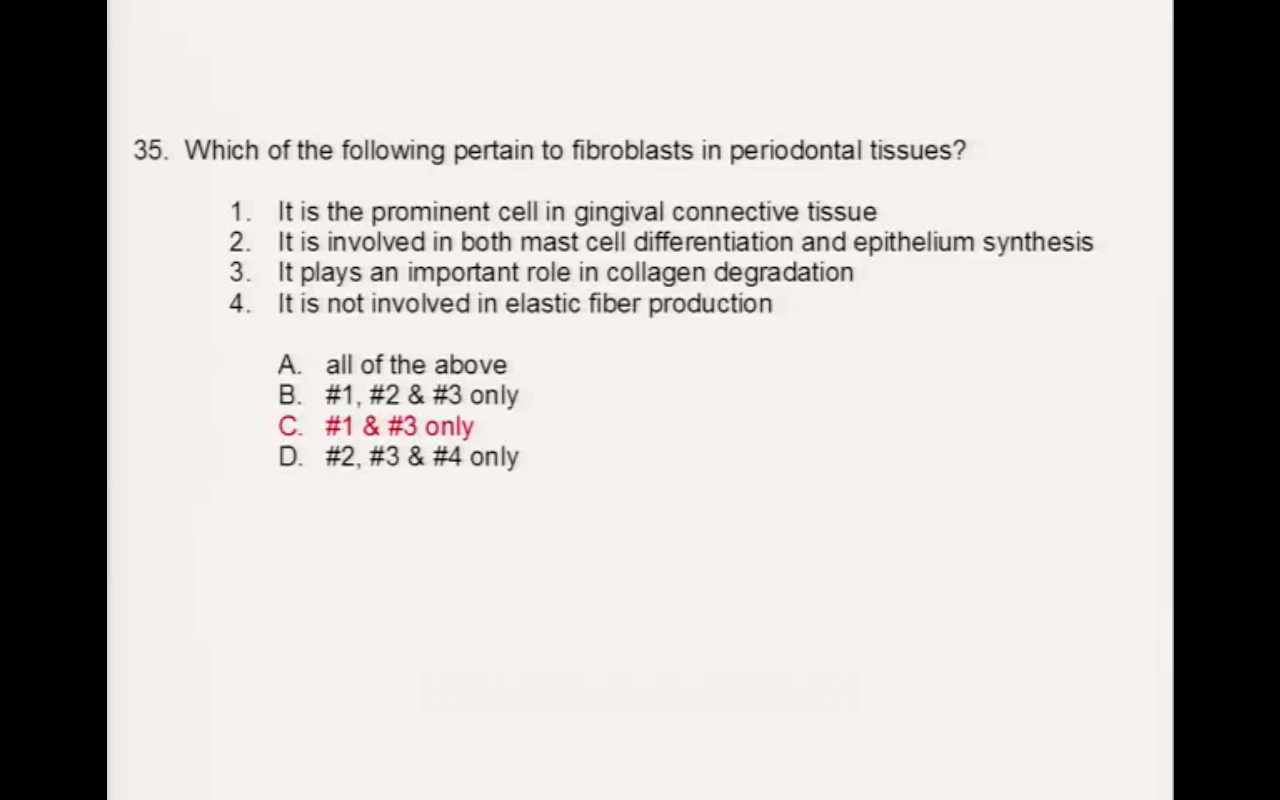 35. Which of the following pertain to fibroblasts in periodontal tissues?
1. It is the prominent cell in gingival connective tissue
2. It is involved in both mast cell differentiation and epithelium synthesis
3. It plays an important role in collagen degradation
4. It is not involved in elastic fiber production
A. all of the above
B. #1, #2 & #3 only
C. #1 & #3 only
D. #2, #3 & #4 only